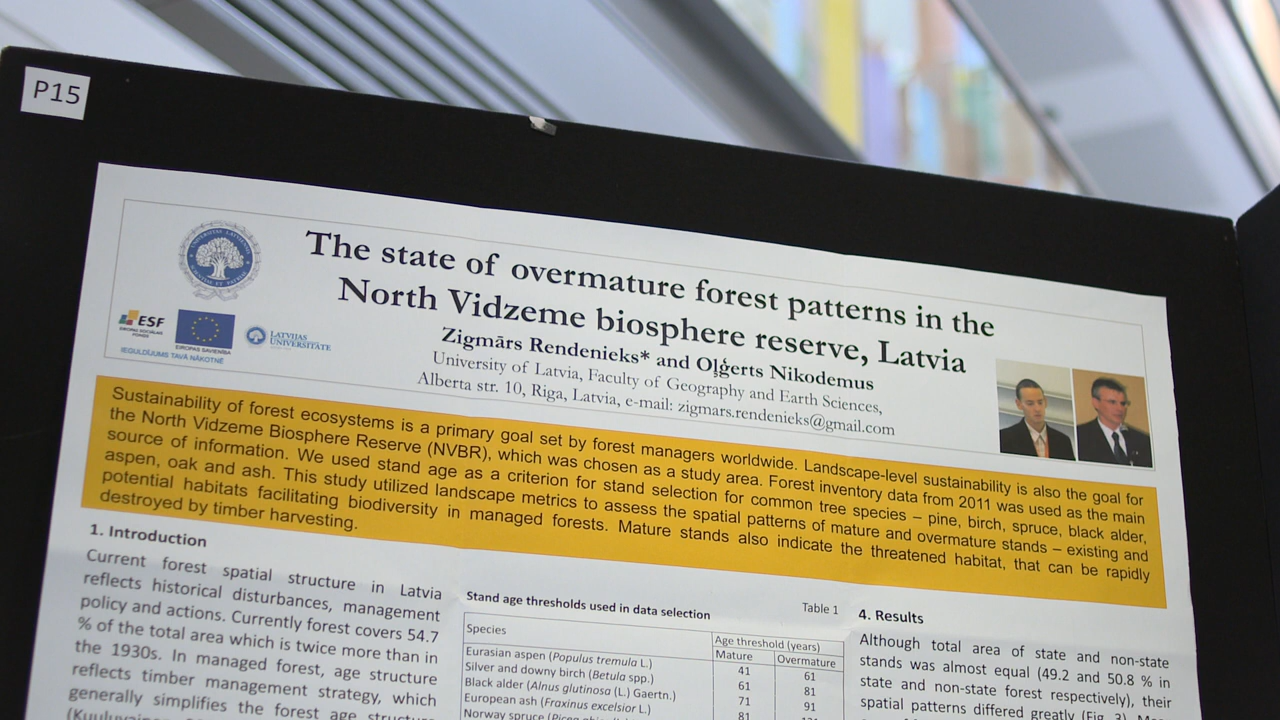 P15
The state of overmature forest patterns in the
North Vidzeme biosphere reserve, Latvia
Zigmārs Rendenieks* and Oļģerts Nikodemus
University of Latvia, Faculty of Geography and Earth Sciences,
Alberta str. 10, Riga, Latvia, e-mail: zigmars.rendenieks@gmail.com
ESF
EIROPAS SOCIĀLAIS
FONDS
EIROPAS SAVIENĪBA
LATVIJAS
UNIVERSITĀTE
IEGULDĪJUMS TAVĀ NĀKOTNĒ
Sustainability of forest ecosystems is a primary goal set by forest managers worldwide. Landscape-level sustainability is also the goal for
the North Vidzeme Biosphere Reserve (NVBR), which was chosen as a study area. Forest inventory data from 2011 was used as the main
source of information. We used stand age as a criterion for stand selection for common tree species – pine, birch, spruce, black alder,
aspen, oak and ash. This study utilized landscape metrics to assess the spatial patterns of mature and overmature stands – existing and
potential habitats facilitating biodiversity in managed forests. Mature stands also indicate the threatened habitat, that can be rapidly
destroyed by timber harvesting.
1. Introduction
Current forest spatial structure in Latvia
reflects historical disturbances, management
policy and actions. Currently forest covers 54.7
% of the total area which is twice more than in
the 1930s. In managed forest, age structure
reflects timber management strategy, which
generally simplifies the forest age structure
Stand age thresholds used in data selection
Table 1
Species
Age threshold (years)
Mature Overmature
Eurasian aspen (Populus tremula L.) 41 61
Silver and downy birch (Betula spp.) 61 81
Black alder (Alnus glutinosa (L.) Gaertn.) 71 91
European ash (Fraxinus excelsior L.) 81
Norway spruce
4. Results
Although total area of state and non-state
stands was almost equal (49.2 and 50.8 % in
state and non-state forest respectively), their
spatial patterns differed greatly (Fig. 3).